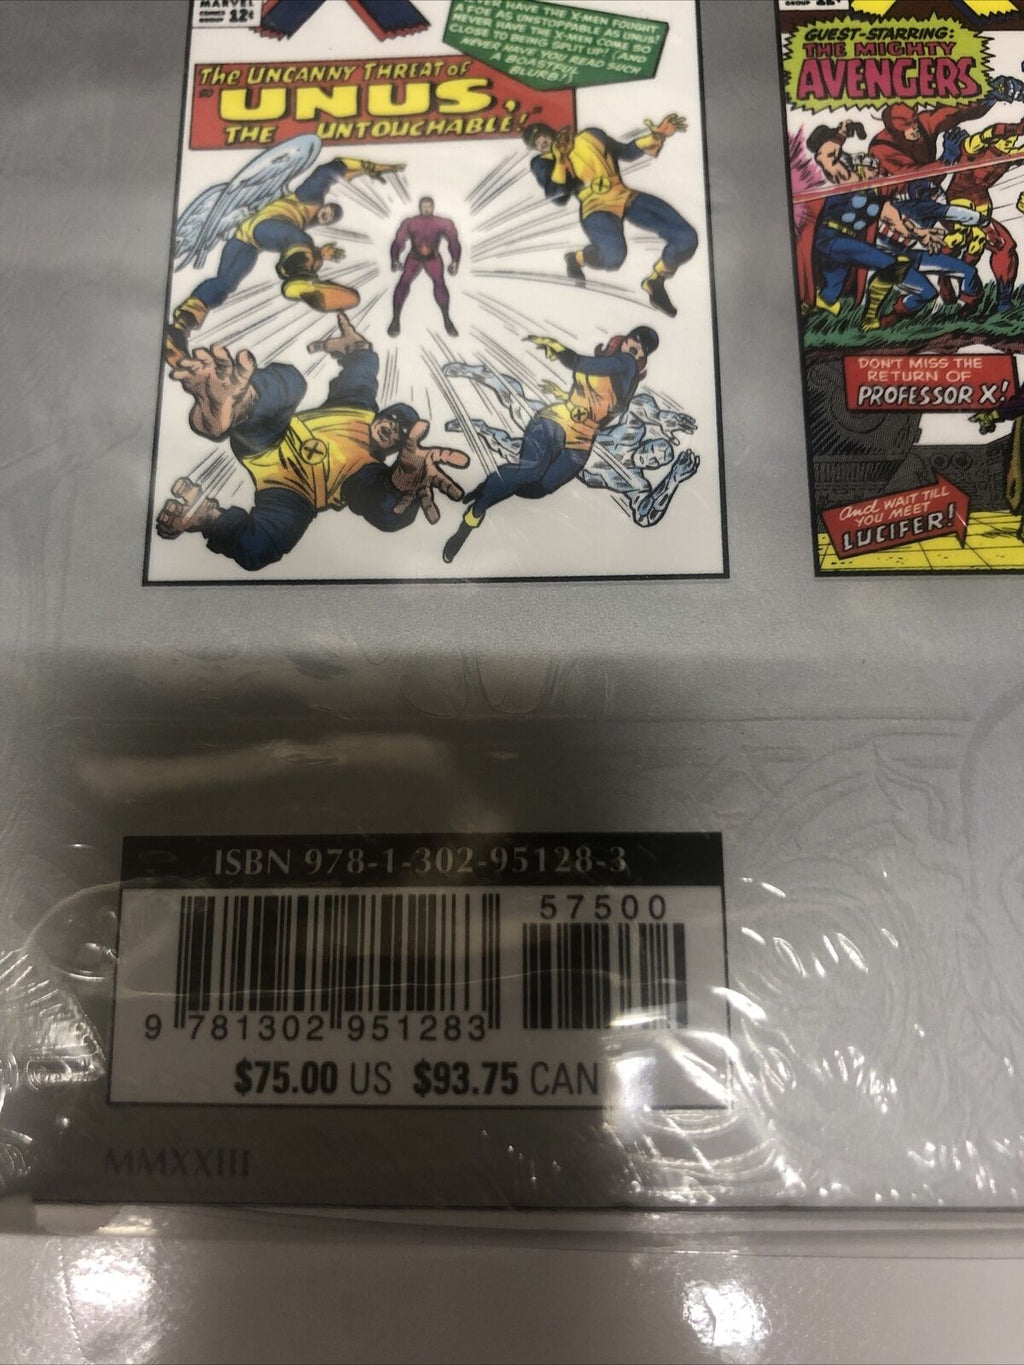 MARVEL
COMICS
GROUP 12¢
HAVE THE X-MEN FOUGHT
A FOE AS UNSTOPPABLE AS UNUS!
NEVER HAVE THE X-MEN COME SO
CLOSE TO BEING SPLIT UP! AND
NEVER HAVE YOU READ SUCH
A BOASTFUL
BLURB!
THE UNCANNY THREAT OF
"UNUS,
THE UNTOUCHABLE!"
GUEST-STARRING:
THE MIGHTY
AVENGERS
DON'T MISS THE
RETURN OF
PROFESSOR X!
And WAIT TILL
YOU MEET
LUCIFER!
ISBN 978-1-302-95128-3
57500
9 781302 951283
$75.00 US $93.75 CAN
MMXXIII